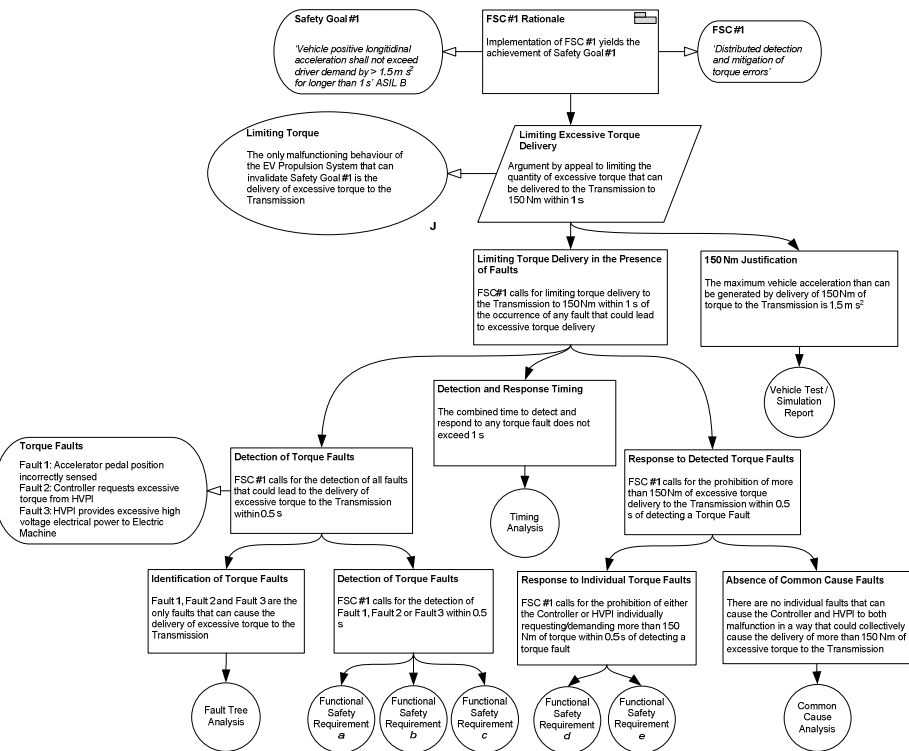 Safety Goal #1
'Vehicle positive longitidinal
acceleration shall not exceed
driver demand by > 1.5 m s²
for longer than 1 s' ASIL B
FSC #1 Rationale
Implementation of FSC #1 yields the
achievement of Safety Goal #1
FSC #1
'Distributed detection
and mitigation of
torque errors'
Limiting Torque
The only malfunctioning behaviour of
the EV Propulsion System that can
invalidate Safety Goal #1 is the
delivery of excessive torque to the
Transmission
J
Limiting Excessive Torque
Delivery
Argument by appeal to limiting the
quantity of excessive torque that can
be delivered to the Transmission to
150 Nm within 1 s
Limiting Torque Delivery in the Presence
of Faults
FSC#1 calls for limiting torque delivery to
the Transmission to 150 Nm within 1 s of
the occurrence of any fault that could lead
to excessive torque delivery
150 Nm Justification
The maximum vehicle acceleration than can
be generated by delivery of 150 Nm of
torque to the Transmission is 1.5 m s²
Vehicle Test /
Simulation
Report
Detection and Response Timing
The combined time to detect and
respond to any torque fault does not
exceed 1 s
Timing
Analysis
Torque Faults
Fault 1: Accelerator pedal position
incorrectly sensed
Fault 2: Controller requests excessive
torque from HVPI
Fault 3: HVPI provides excessive high
voltage electrical power to Electric
Machine
Detection of Torque Faults
FSC #1 calls for the detection of all faults
that could lead to the delivery of
excessive torque to the Transmission
within 0.5 s
Response to Detected Torque Faults
FSC #1 calls for the prohibition of more
than 150 Nm of excessive torque
delivery to the Transmission within 0.5 s
of detecting a Torque Fault
Identification of Torque Faults
Fault 1, Fault 2 and Fault 3 are the
only faults that can cause the
delivery of excessive torque to the
Transmission
Detection of Torque Faults
FSC #1 calls for the detection of
Fault 1, Fault 2 or Fault 3 within 0.5
s
Response to Individual Torque Faults
FSC #1 calls for the prohibition of either
the Controller or HVPI individually
requesting/demanding more than 150
Nm of torque within 0.5 s of detecting a
torque fault
Absence of Common Cause Faults
There are no individual faults that can
cause the Controller and HVPI to both
malfunction in a way that could collectively
cause the delivery of more than 150 Nm of
excessive torque to the Transmission
Fault Tree
Analysis
Functional
Safety
Requirement
a
Functional
Safety
Requirement
b
Functional
Safety
Requirement
c
Functional
Safety
Requirement
d
Functional
Safety
Requirement
e
Common
Cause
Analysis